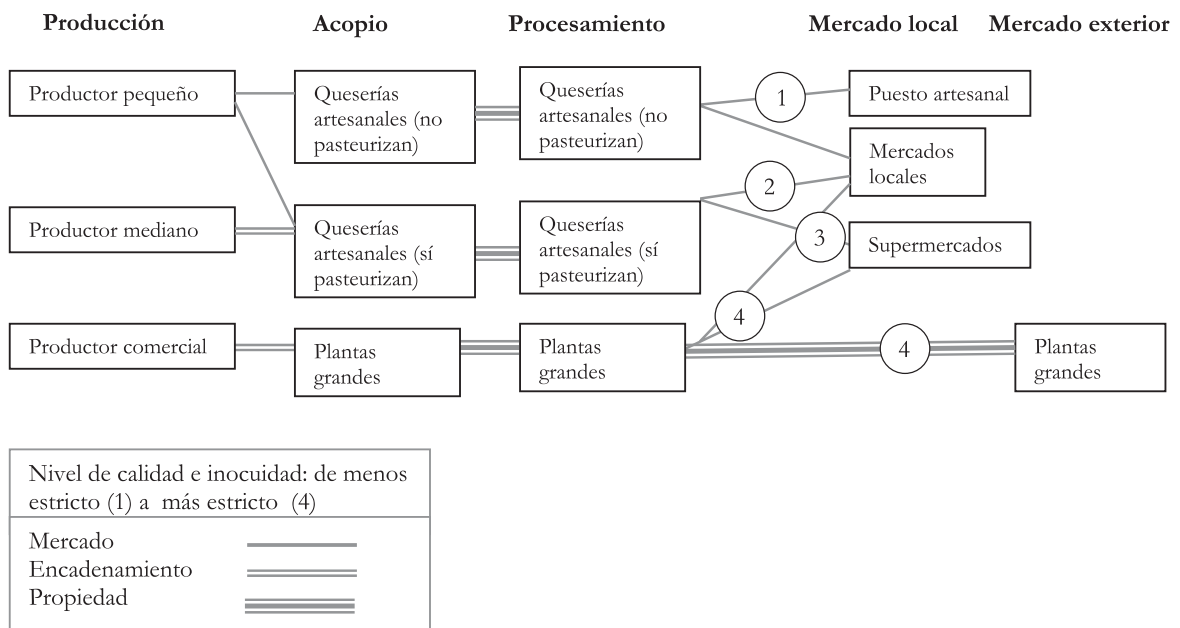 Producción
Acopio
Procesamiento
Mercado local
Mercado exterior
Productor pequeño
Queserías
artesanales (no
pasteurizan)
Queserías
artesanales (no
pasteurizan)
1
Puesto artesanal
Mercados
locales
2
Productor mediano
Queserías
artesanales (sí
pasteurizan)
Queserías
artesanales (sí
pasteurizan)
3
Supermercados
4
Productor comercial
Plantas
grandes
Plantas
grandes
4
Plantas
grandes
Nivel de calidad e inocuidad: de menos
estricto (1) a más estricto (4)
Mercado
Encadenamiento
Propiedad